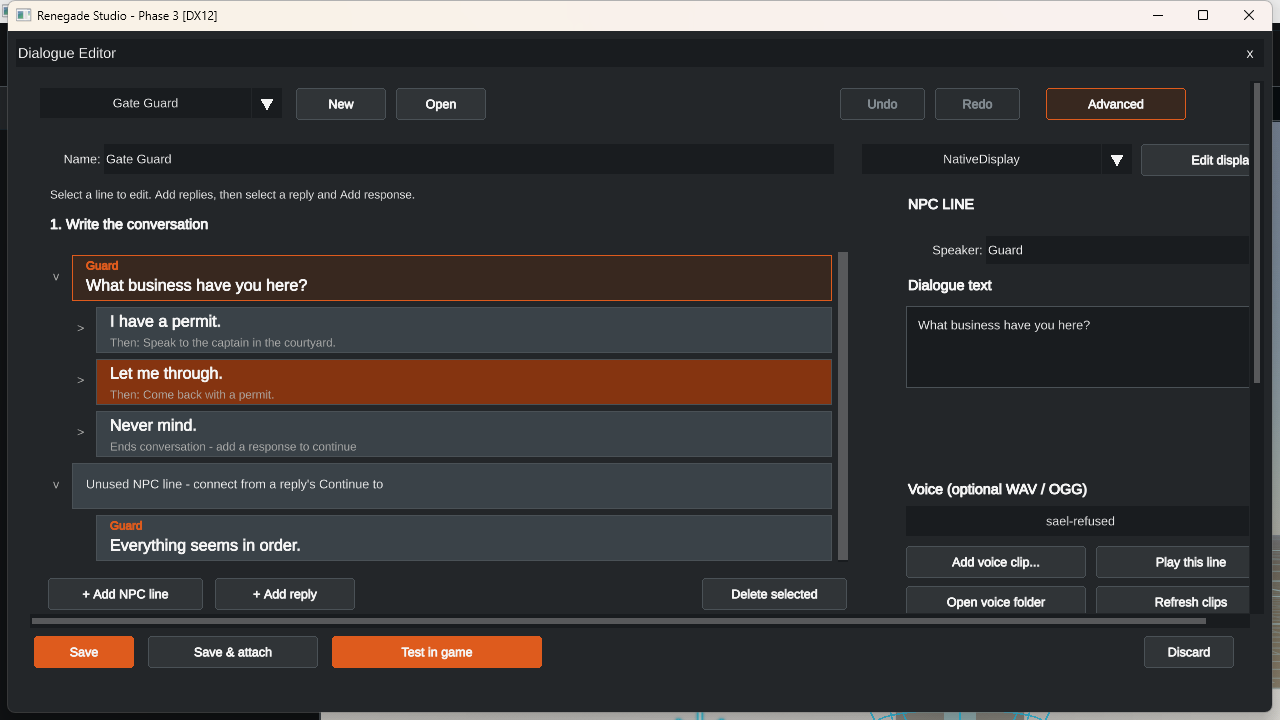 Renegade Studio - Phase 3 [DX12]
Dialogue Editor
x
Gate Guard
New
Open
Undo
Redo
Advanced
Name: Gate Guard
NativeDisplay
Edit displa
Select a line to edit. Add replies, then select a reply and Add response.
NPC LINE
1. Write the conversation
Speaker: Guard
v
Guard
What business have you here?
Dialogue text
What business have you here?
>
I have a permit.
Then: Speak to the captain in the courtyard.
>
Let me through.
Then: Come back with a permit.
>
Never mind.
Ends conversation - add a response to continue
v
Unused NPC line - connect from a reply's Continue to
Guard
Everything seems in order.
Voice (optional WAV / OGG)
sael-refused
Add voice clip...
Play this line
Open voice folder
Refresh clips
+ Add NPC line
+ Add reply
Delete selected
Save
Save & attach
Test in game
Discard